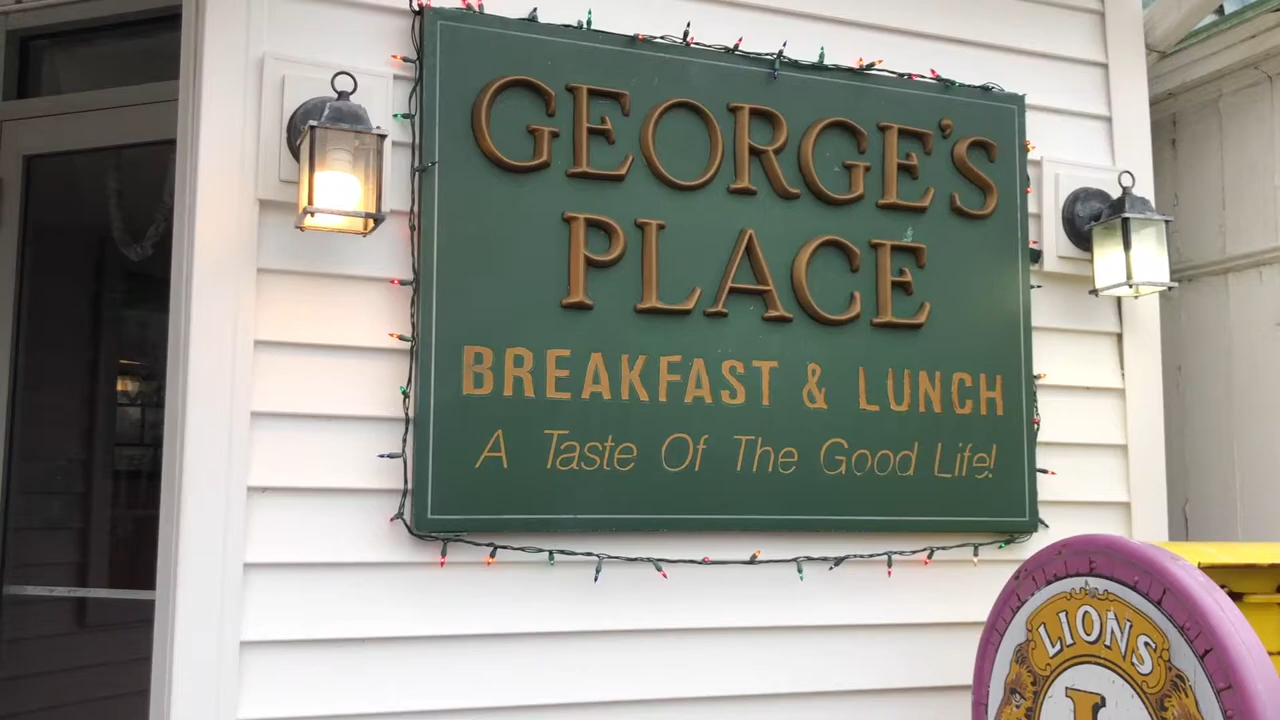 GEORGE'S
PLACE
BREAKFAST & LUNCH
A Taste Of The Good Life!
LIONS
L